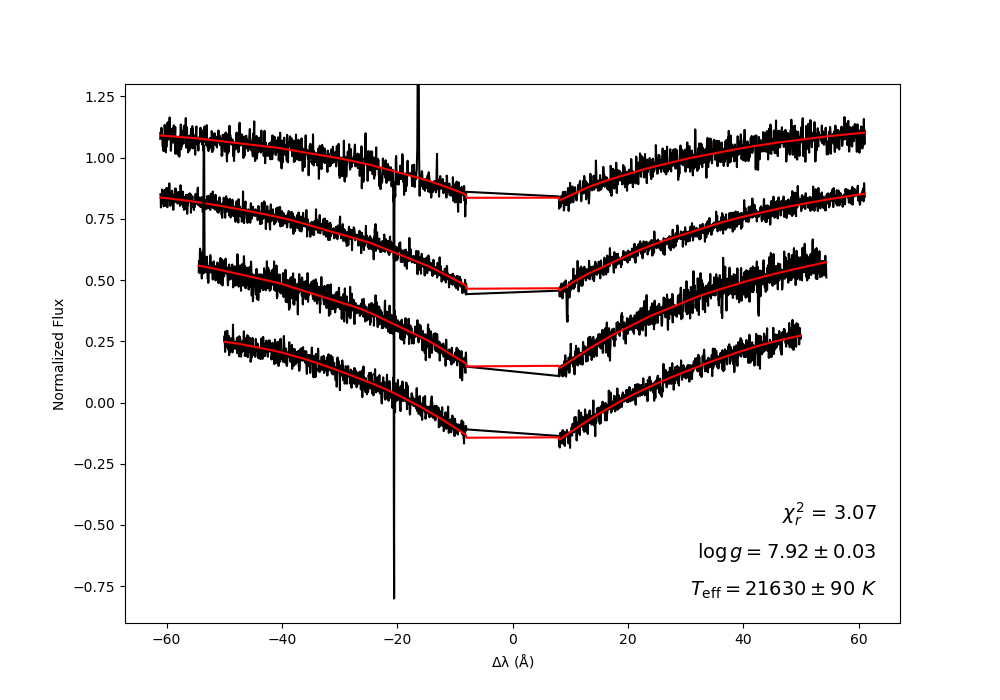 1.25
1.00
0.75
0.50
0.25
0.00
−0.25
−0.50
−0.75
Normalized Flux
χ²ᵣ = 3.07
log g = 7.92 ± 0.03
T_eff = 21630 ± 90 K
−60 −40 −20 0 20 40 60
Δλ (Å)